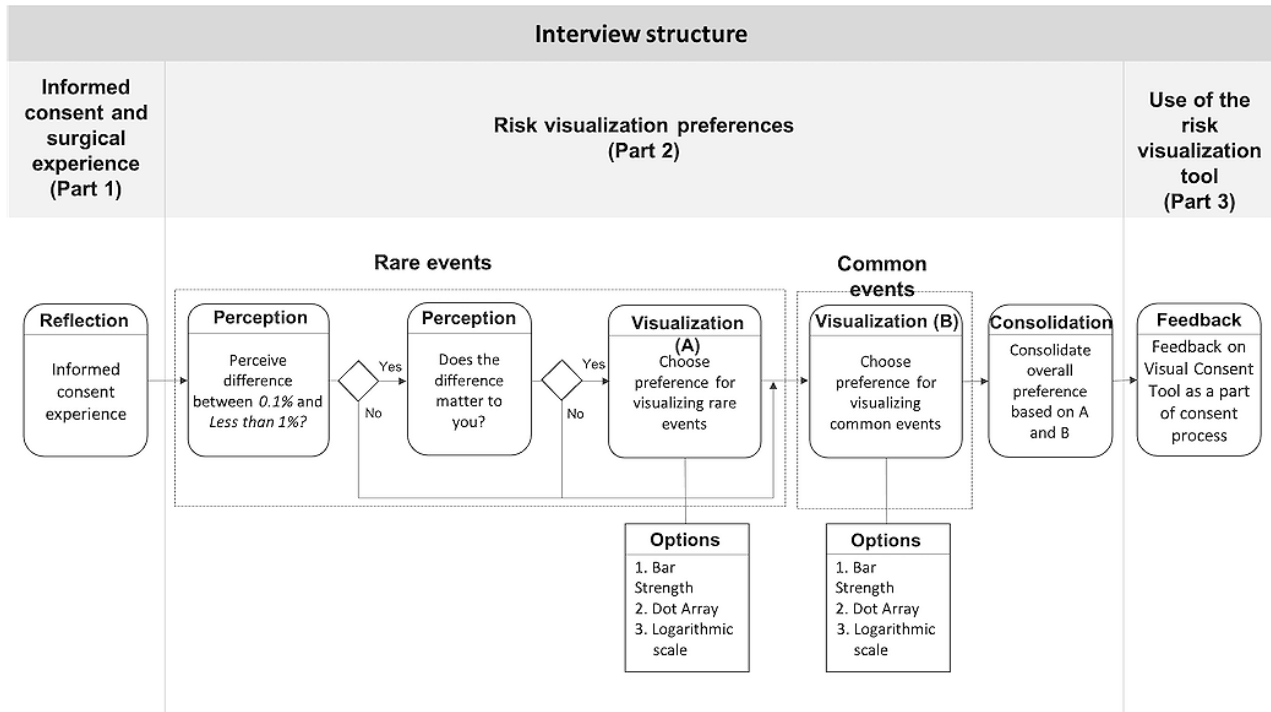 Interview structure
Informed
consent and
surgical
experience
(Part 1)
Risk visualization preferences
(Part 2)
Use of the
risk
visualization
tool
(Part 3)
Rare events
Common
events
Reflection
Informed
consent
experience
Perception
Perceive
difference
between 0.1% and
Less than 1%?
Yes
No
Perception
Does the
difference
matter to
you?
Yes
No
Visualization
(A)
Choose
preference for
visualizing rare
events
Options
1. Bar
Strength
2. Dot Array
3. Logarithmic
scale
Visualization (B)
Choose
preference for
visualizing
common events
Options
1. Bar
Strength
2. Dot Array
3. Logarithmic
scale
Consolidation
Consolidate
overall
preference
based on A
and B
Feedback
Feedback on
Visual Consent
Tool as a part
of consent
process